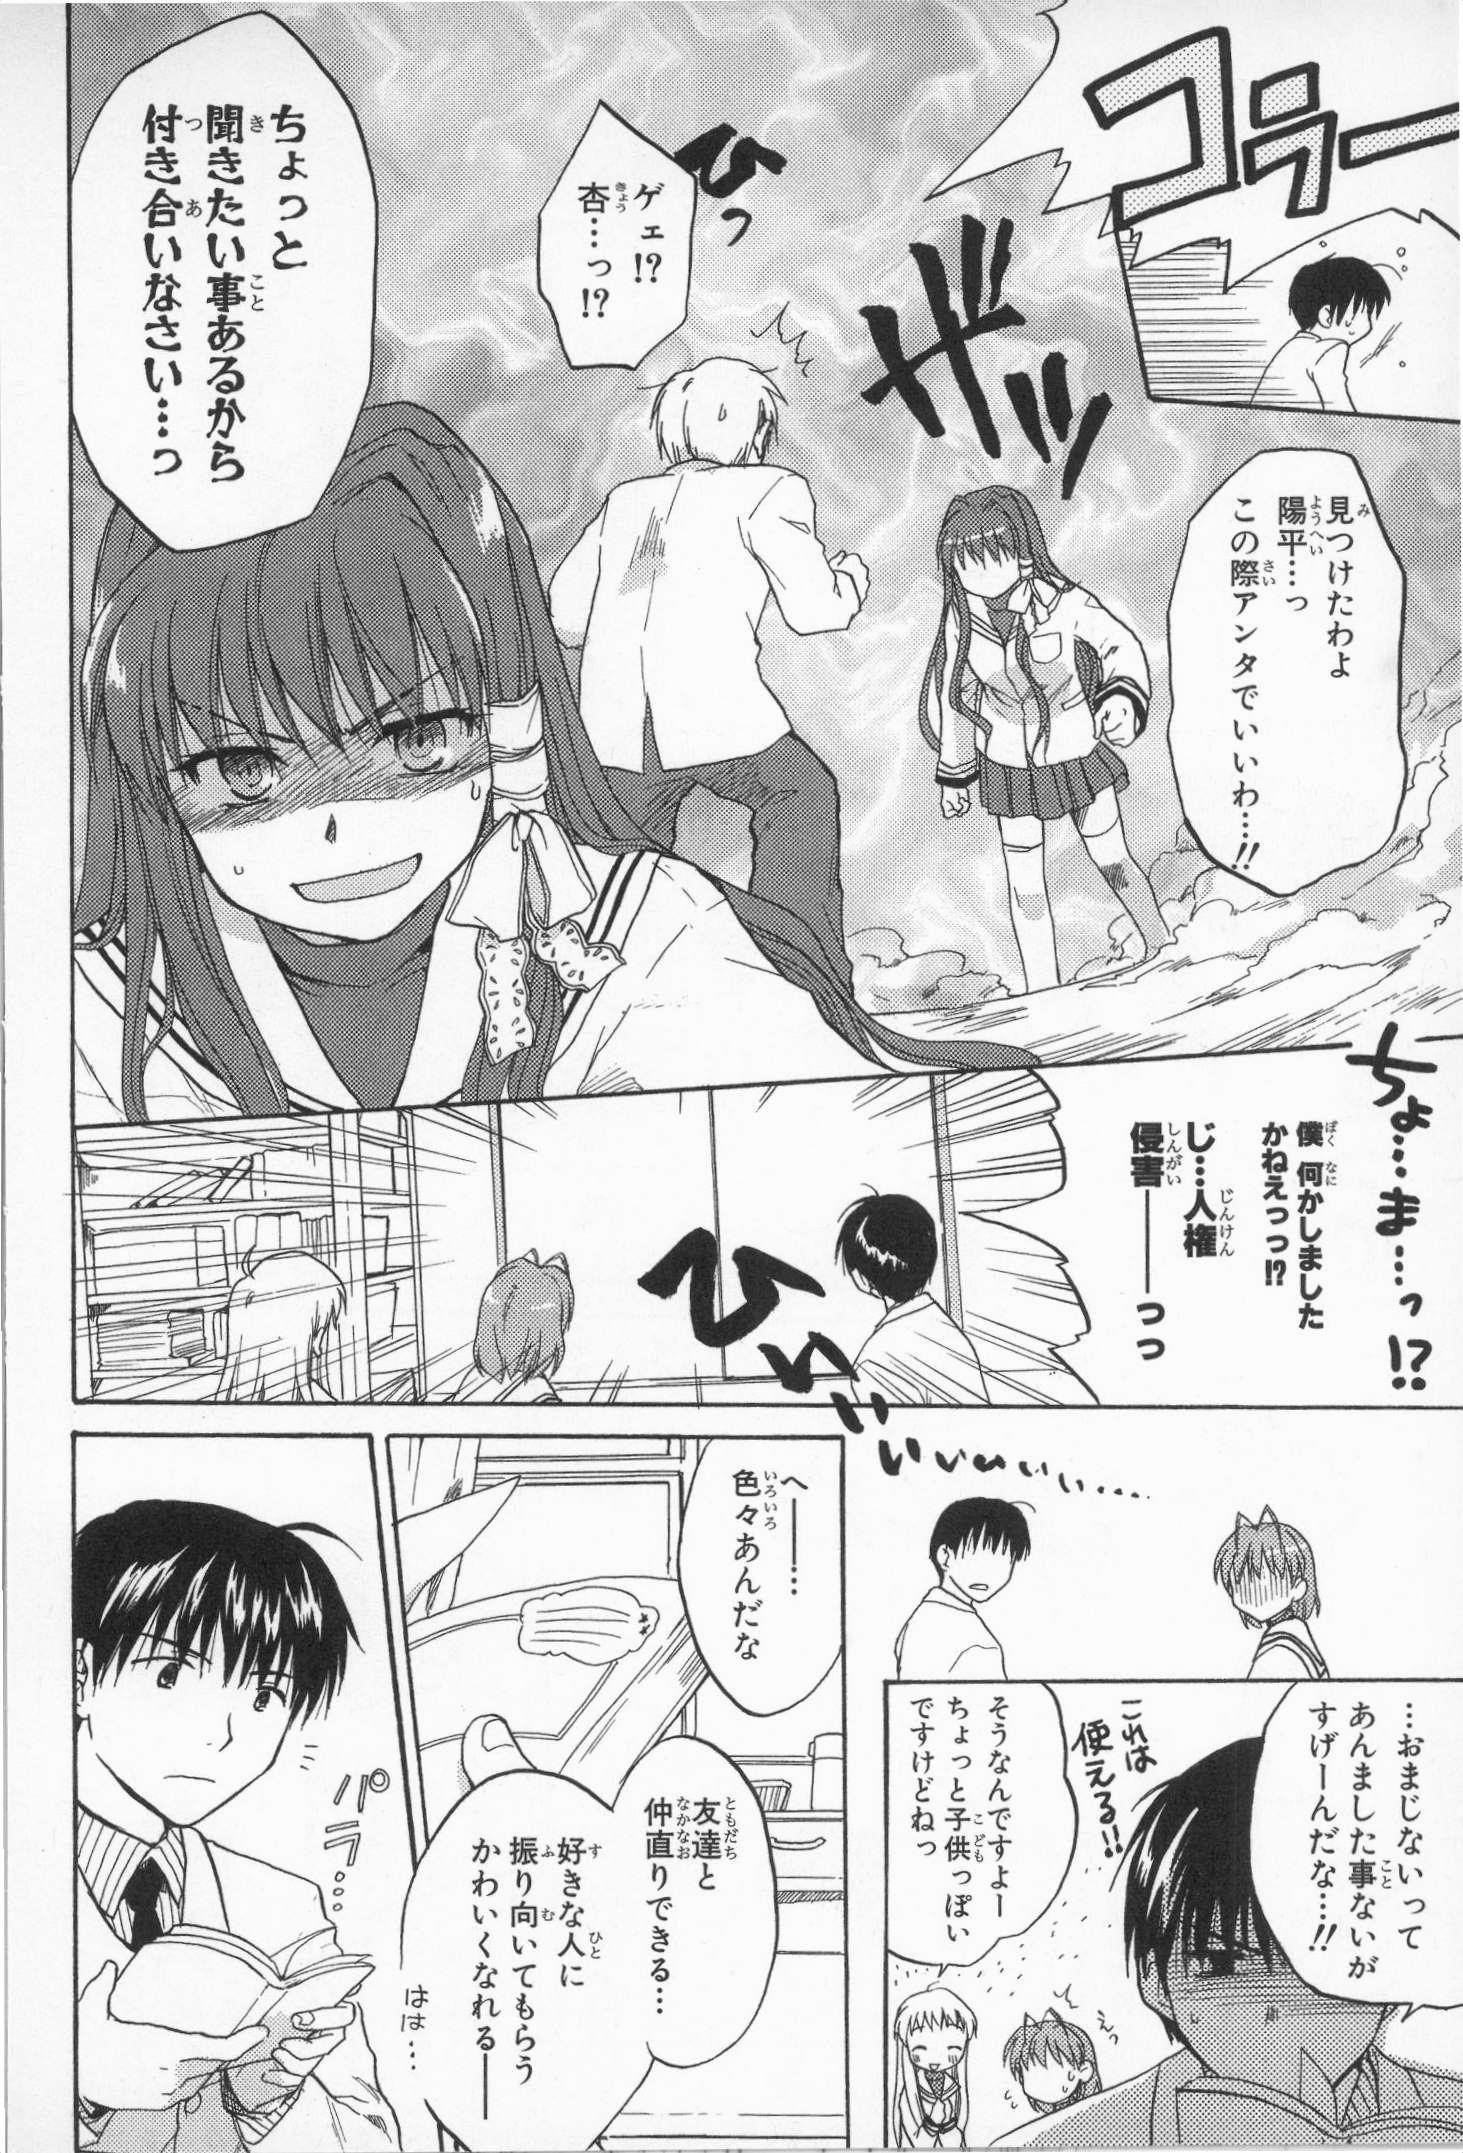 コラー
見つけたわよ
陽平…っ
この際アンタでいいわ…!!
ザッ
ひっ
ゲェ!?
杏…っ!?
ちょっと
聞きたい事あるから
付き合いなさい…っ
ちょ…ま…っ!?
僕 何かしました
かねえっっ!?
じ…人権
侵害――っっ
ひいいいいいいい……
…おまじないって
あんました事ないが
すげーんだな…!!
これは
使える!!
えっ
そうなんですよー
ちょっと子供っぽい
ですけどねっ
へ――…
色々あんだな
友達と
仲直りできる…
好きな人に
振り向いてもらう
かわいくなれる――
はは…
パラ…